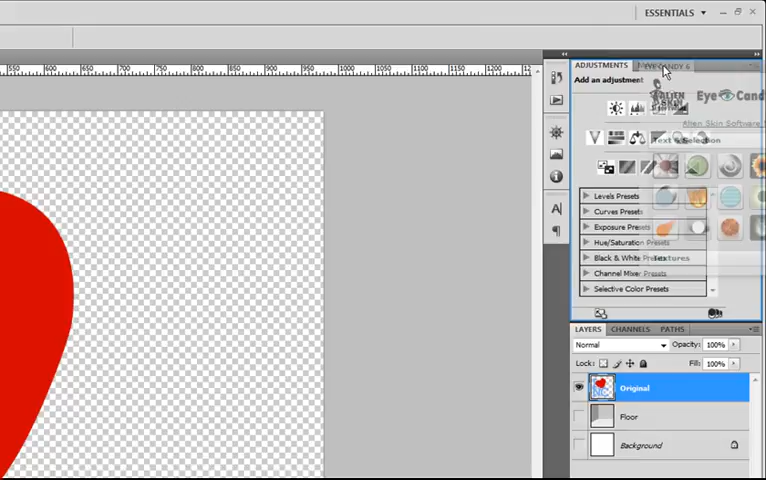 ESSENTIALS
550 600 650 700 750 800 850 900 950 1000 1050 1100 1150 1200
ADJUSTMENTS EYE CANDY 6
Add an adjustment
ALIEN SKIN Eye Cand
Alien Skin Software
Text & Selection
Levels Presets
Curves Presets
Exposure Presets
Hue/Saturation Presets
Black & White Presets
Textures
Channel Mixer Presets
Selective Color Presets
LAYERS CHANNELS PATHS
Normal Opacity: 100%
Lock: Fill: 100%
Original
Floor
Background